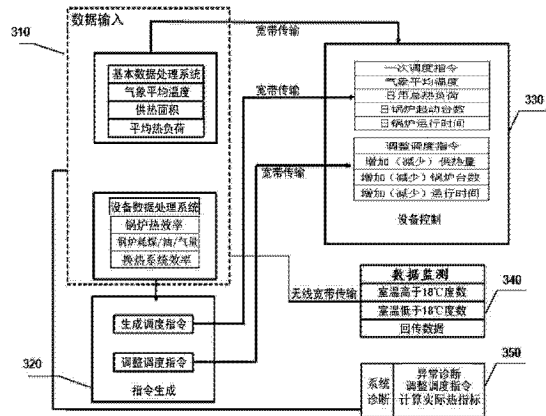 310
数据输入
基本数据处理系统
气象平均温度
供热面积
平均热负荷
设备数据处理系统
锅炉热效率
锅炉耗煤/油/气量
换热系统效率
宽带传输
宽带传输
宽带传输
一次调度指令
气象平均温度
日用总热负荷
日锅炉起动台数
日锅炉运行时间
调整调度指令
增加（减少）供热量
增加（减少）锅炉台数
增加（减少）运行时间
设备控制
330
无线宽带传输
数据监测
室温高于18℃度数
室温低于18℃度数
回传数据
340
生成调度指令
调整调度指令
指令生成
320
系统诊断
异常诊断
调整调度指令
计算实际热指标
350